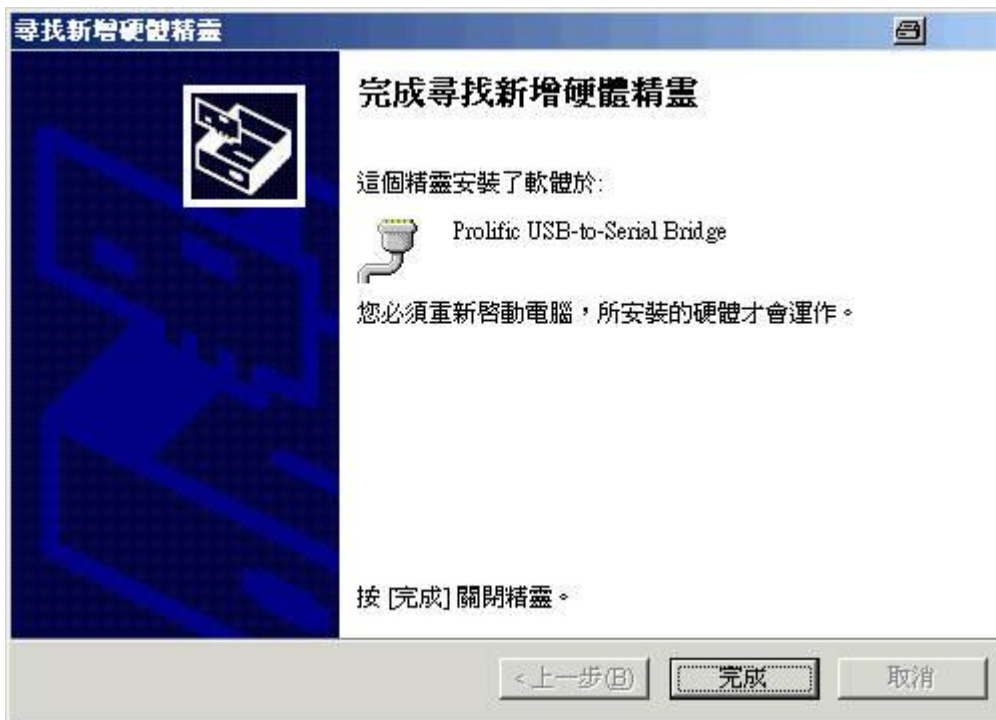 尋找新增硬體精靈
完成尋找新增硬體精靈
這個精靈安裝了軟體於:
Prolific USB-to-Serial Bridge
您必須重新啓動電腦，所安裝的硬體才會運作。
按 [完成] 關閉精靈。
<上一步(B) 完成 取消